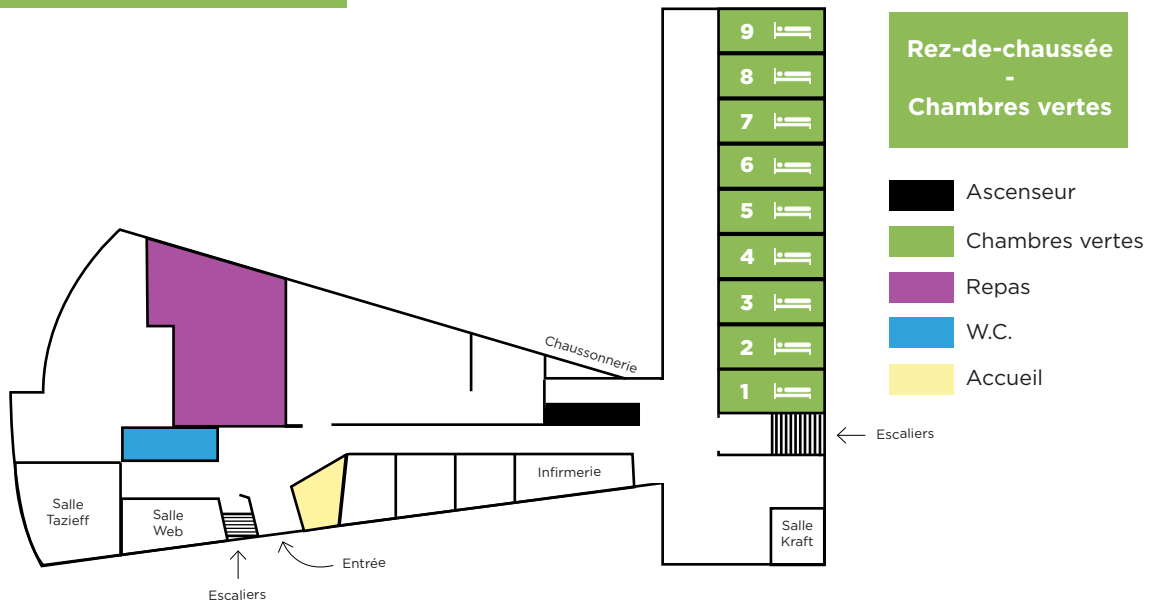 Rez-de-chaussée
-
Chambres vertes
Ascenseur
Chambres vertes
Repas
W.C.
Accueil
9
8
7
6
5
4
3
2
1
Chaussonnerie
Escaliers
Infirmerie
Salle
Tazieff
Salle
Web
Salle
Kraft
Entrée
Escaliers